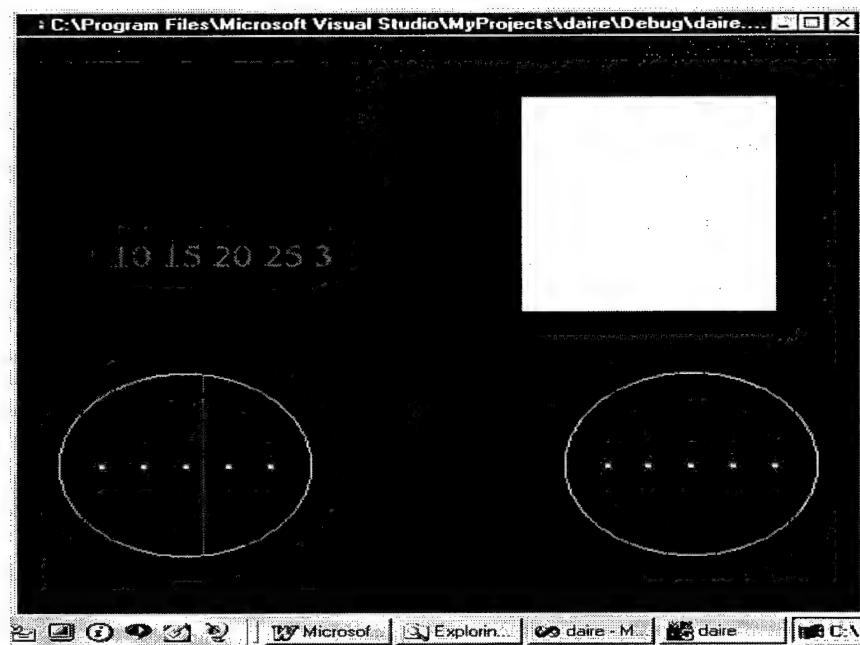 C:\Program Files\Microsoft Visual Studio\MyProjects\daire\Debug\daire....
10 15 20 25 3
Microsof...
Explorin...
daire - M...
daire
C:\